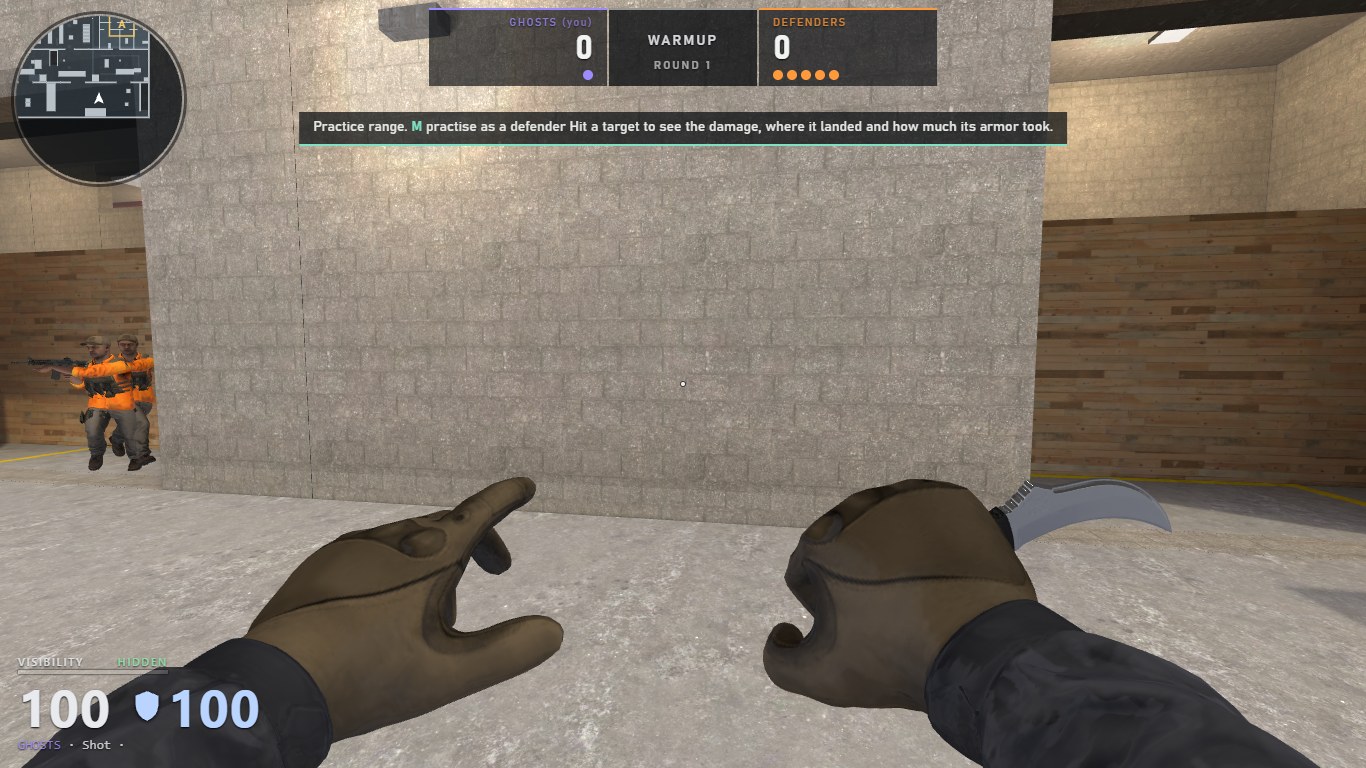 A
GHOSTS (you)
0
WARMUP
ROUND 1
DEFENDERS
0
Practice range. M practise as a defender Hit a target to see the damage, where it landed and how much its armor took.
VISIBILITY HIDDEN
100 100
GHOSTS · Shot ·